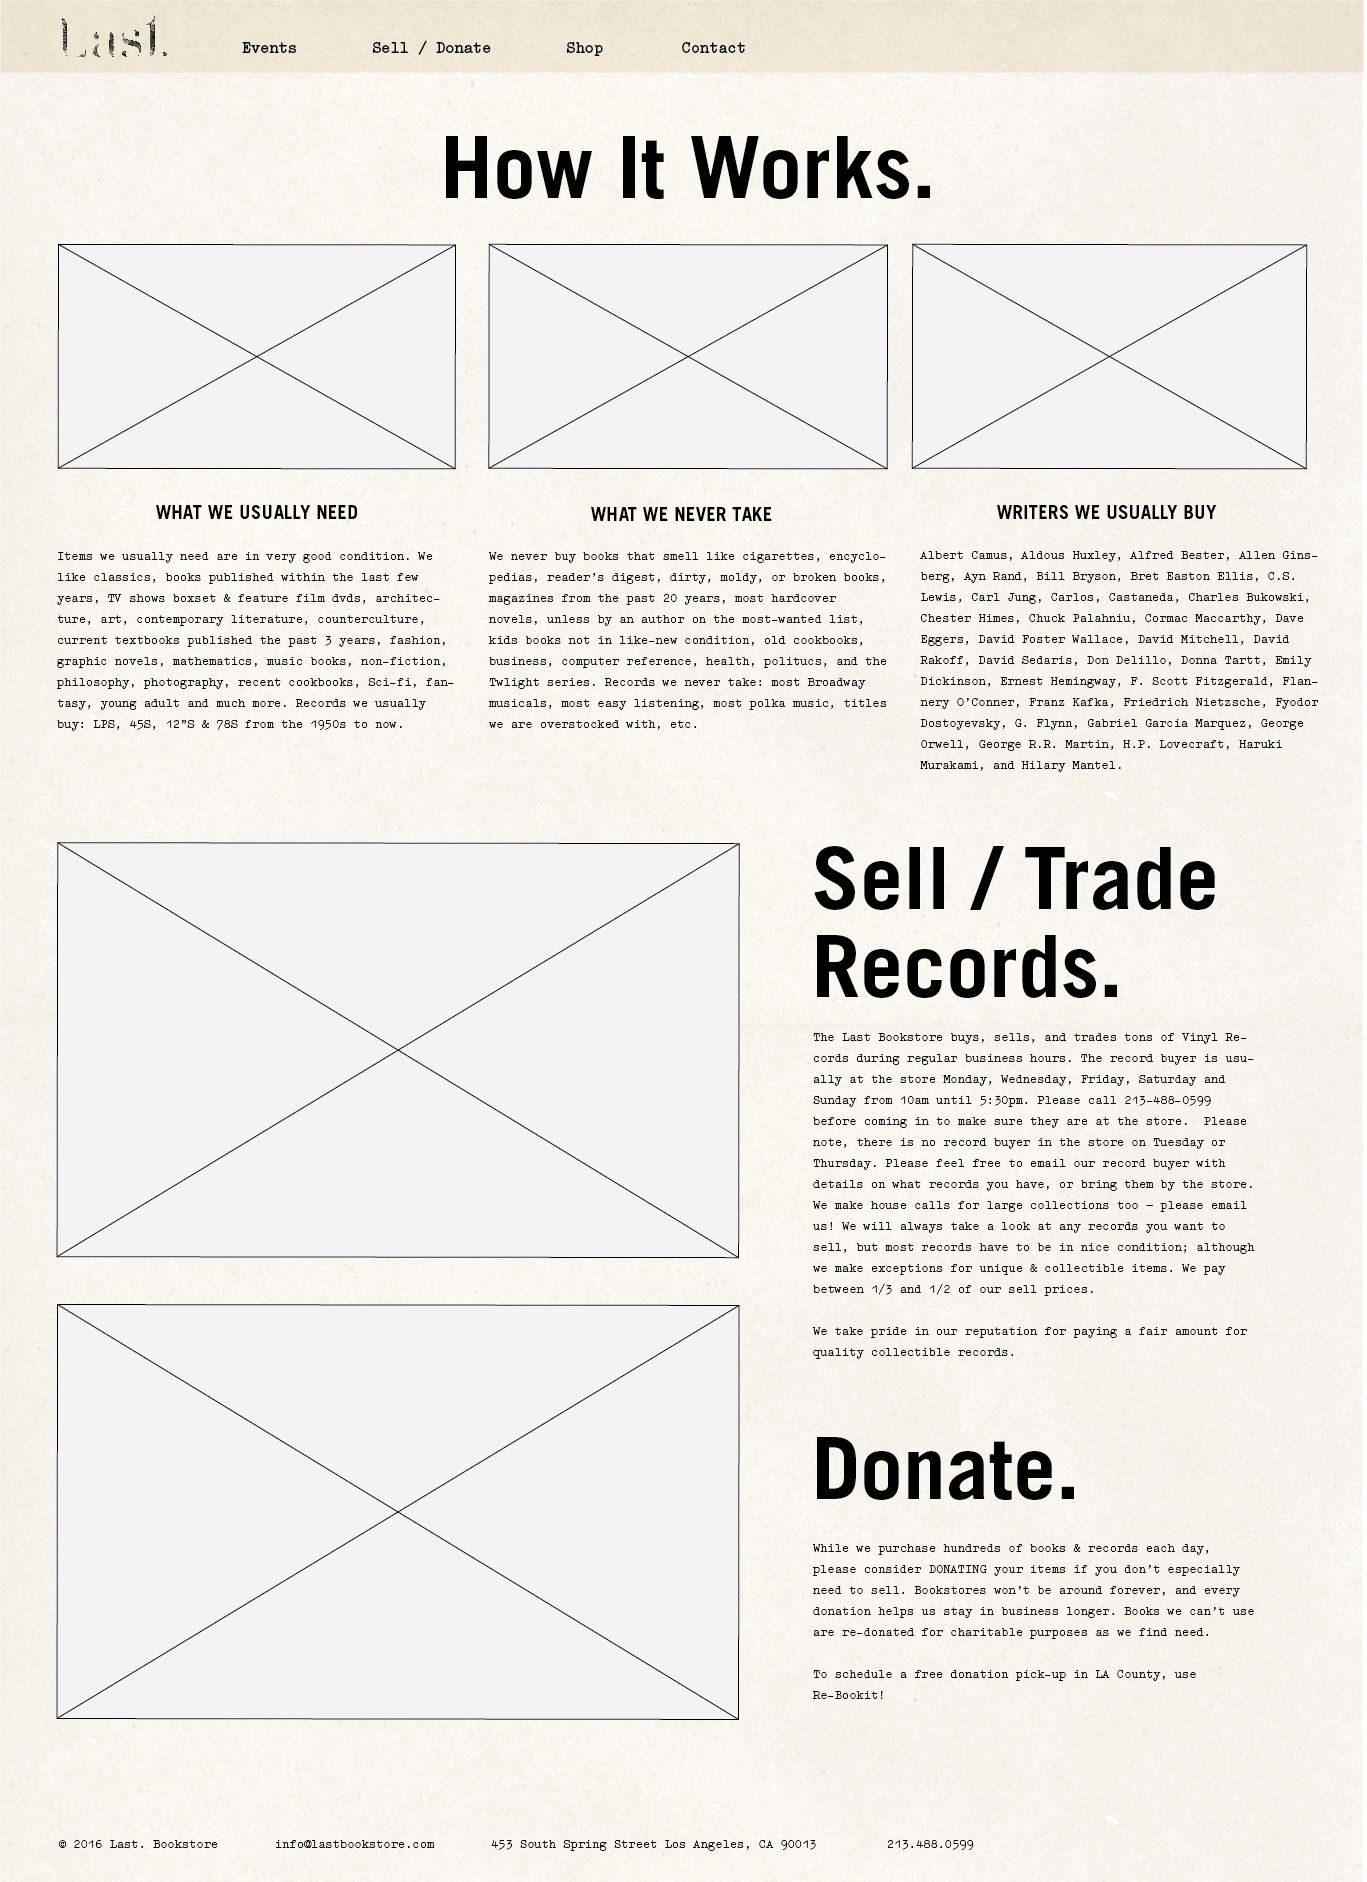 Last.
Events Sell / Donate Shop Contact
How It Works.
WHAT WE USUALLY NEED
Items we usually need are in very good condition. We
like classics, books published within the last few
years, TV shows boxset & feature film dvds, architec-
ture, art, contemporary literature, counterculture,
current textbooks published the past 3 years, fashion,
graphic novels, mathematics, music books, non-fiction,
philosophy, photography, recent cookbooks, Sci-fi, fan-
tasy, young adult and much more. Records we usually
buy: LPS, 45S, 12”S & 78S from the 1950s to now.
WHAT WE NEVER TAKE
We never buy books that smell like cigarettes, encyclo-
pedias, reader’s digest, dirty, moldy, or broken books,
magazines from the past 20 years, most hardcover
novels, unless by an author on the most-wanted list,
kids books not in like-new condition, old cookbooks,
business, computer reference, health, politucs, and the
Twlight series. Records we never take: most Broadway
musicals, most easy listening, most polka music, titles
we are overstocked with, etc.
WRITERS WE USUALLY BUY
Albert Camus, Aldous Huxley, Alfred Bester, Allen Gins-
berg, Ayn Rand, Bill Bryson, Bret Easton Ellis, C.S.
Lewis, Carl Jung, Carlos, Castaneda, Charles Bukowski,
Chester Himes, Chuck Palahniu, Cormac Maccarthy, Dave
Eggers, David Foster Wallace, David Mitchell, David
Rakoff, David Sedaris, Don Delillo, Donna Tartt, Emily
Dickinson, Ernest Hemingway, F. Scott Fitzgerald, Flan-
nery O’Conner, Franz Kafka, Friedrich Nietzsche, Fyodor
Dostoyevsky, G. Flynn, Gabriel Garcia Marquez, George
Orwell, George R.R. Martin, H.P. Lovecraft, Haruki
Murakami, and Hilary Mantel.
Sell / Trade
Records.
The Last Bookstore buys, sells, and trades tons of Vinyl Re-
cords during regular business hours. The record buyer is usu-
ally at the store Monday, Wednesday, Friday, Saturday and
Sunday from 10am until 5:30pm. Please call 213-488-0599
before coming in to make sure they are at the store.  Please
note, there is no record buyer in the store on Tuesday or
Thursday. Please feel free to email our record buyer with
details on what records you have, or bring them by the store.
We make house calls for large collections too – please email
us! We will always take a look at any records you want to
sell, but most records have to be in nice condition; although
we make exceptions for unique & collectible items. We pay
between 1/3 and 1/2 of our sell prices.
We take pride in our reputation for paying a fair amount for
quality collectible records.
Donate.
While we purchase hundreds of books & records each day,
please consider DONATING your items if you don’t especially
need to sell. Bookstores won’t be around forever, and every
donation helps us stay in business longer. Books we can’t use
are re-donated for charitable purposes as we find need.
To schedule a free donation pick-up in LA County, use
Re-Bookit!
© 2016 Last. Bookstore info@lastbookstore.com 453 South Spring Street Los Angeles, CA 90013 213.488.0599